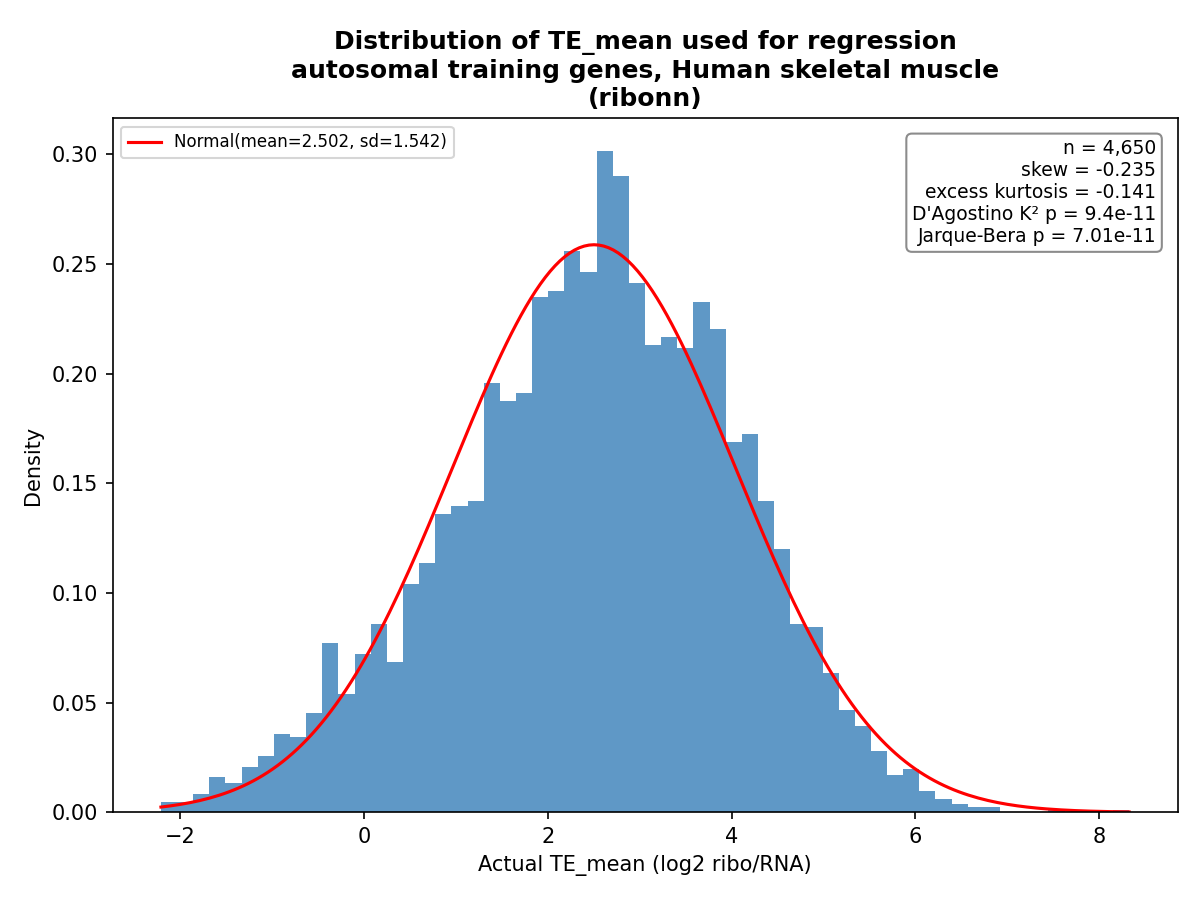 Distribution of TE_mean used for regression
autosomal training genes, Human skeletal muscle
(ribonn)
Normal(mean=2.502, sd=1.542)
n = 4,650
skew = -0.235
excess kurtosis = -0.141
D'Agostino K² p = 9.4e-11
Jarque-Bera p = 7.01e-11
0.30
0.25
0.20
0.15
0.10
0.05
0.00
Density
−2
0
2
4
6
8
Actual TE_mean (log2 ribo/RNA)